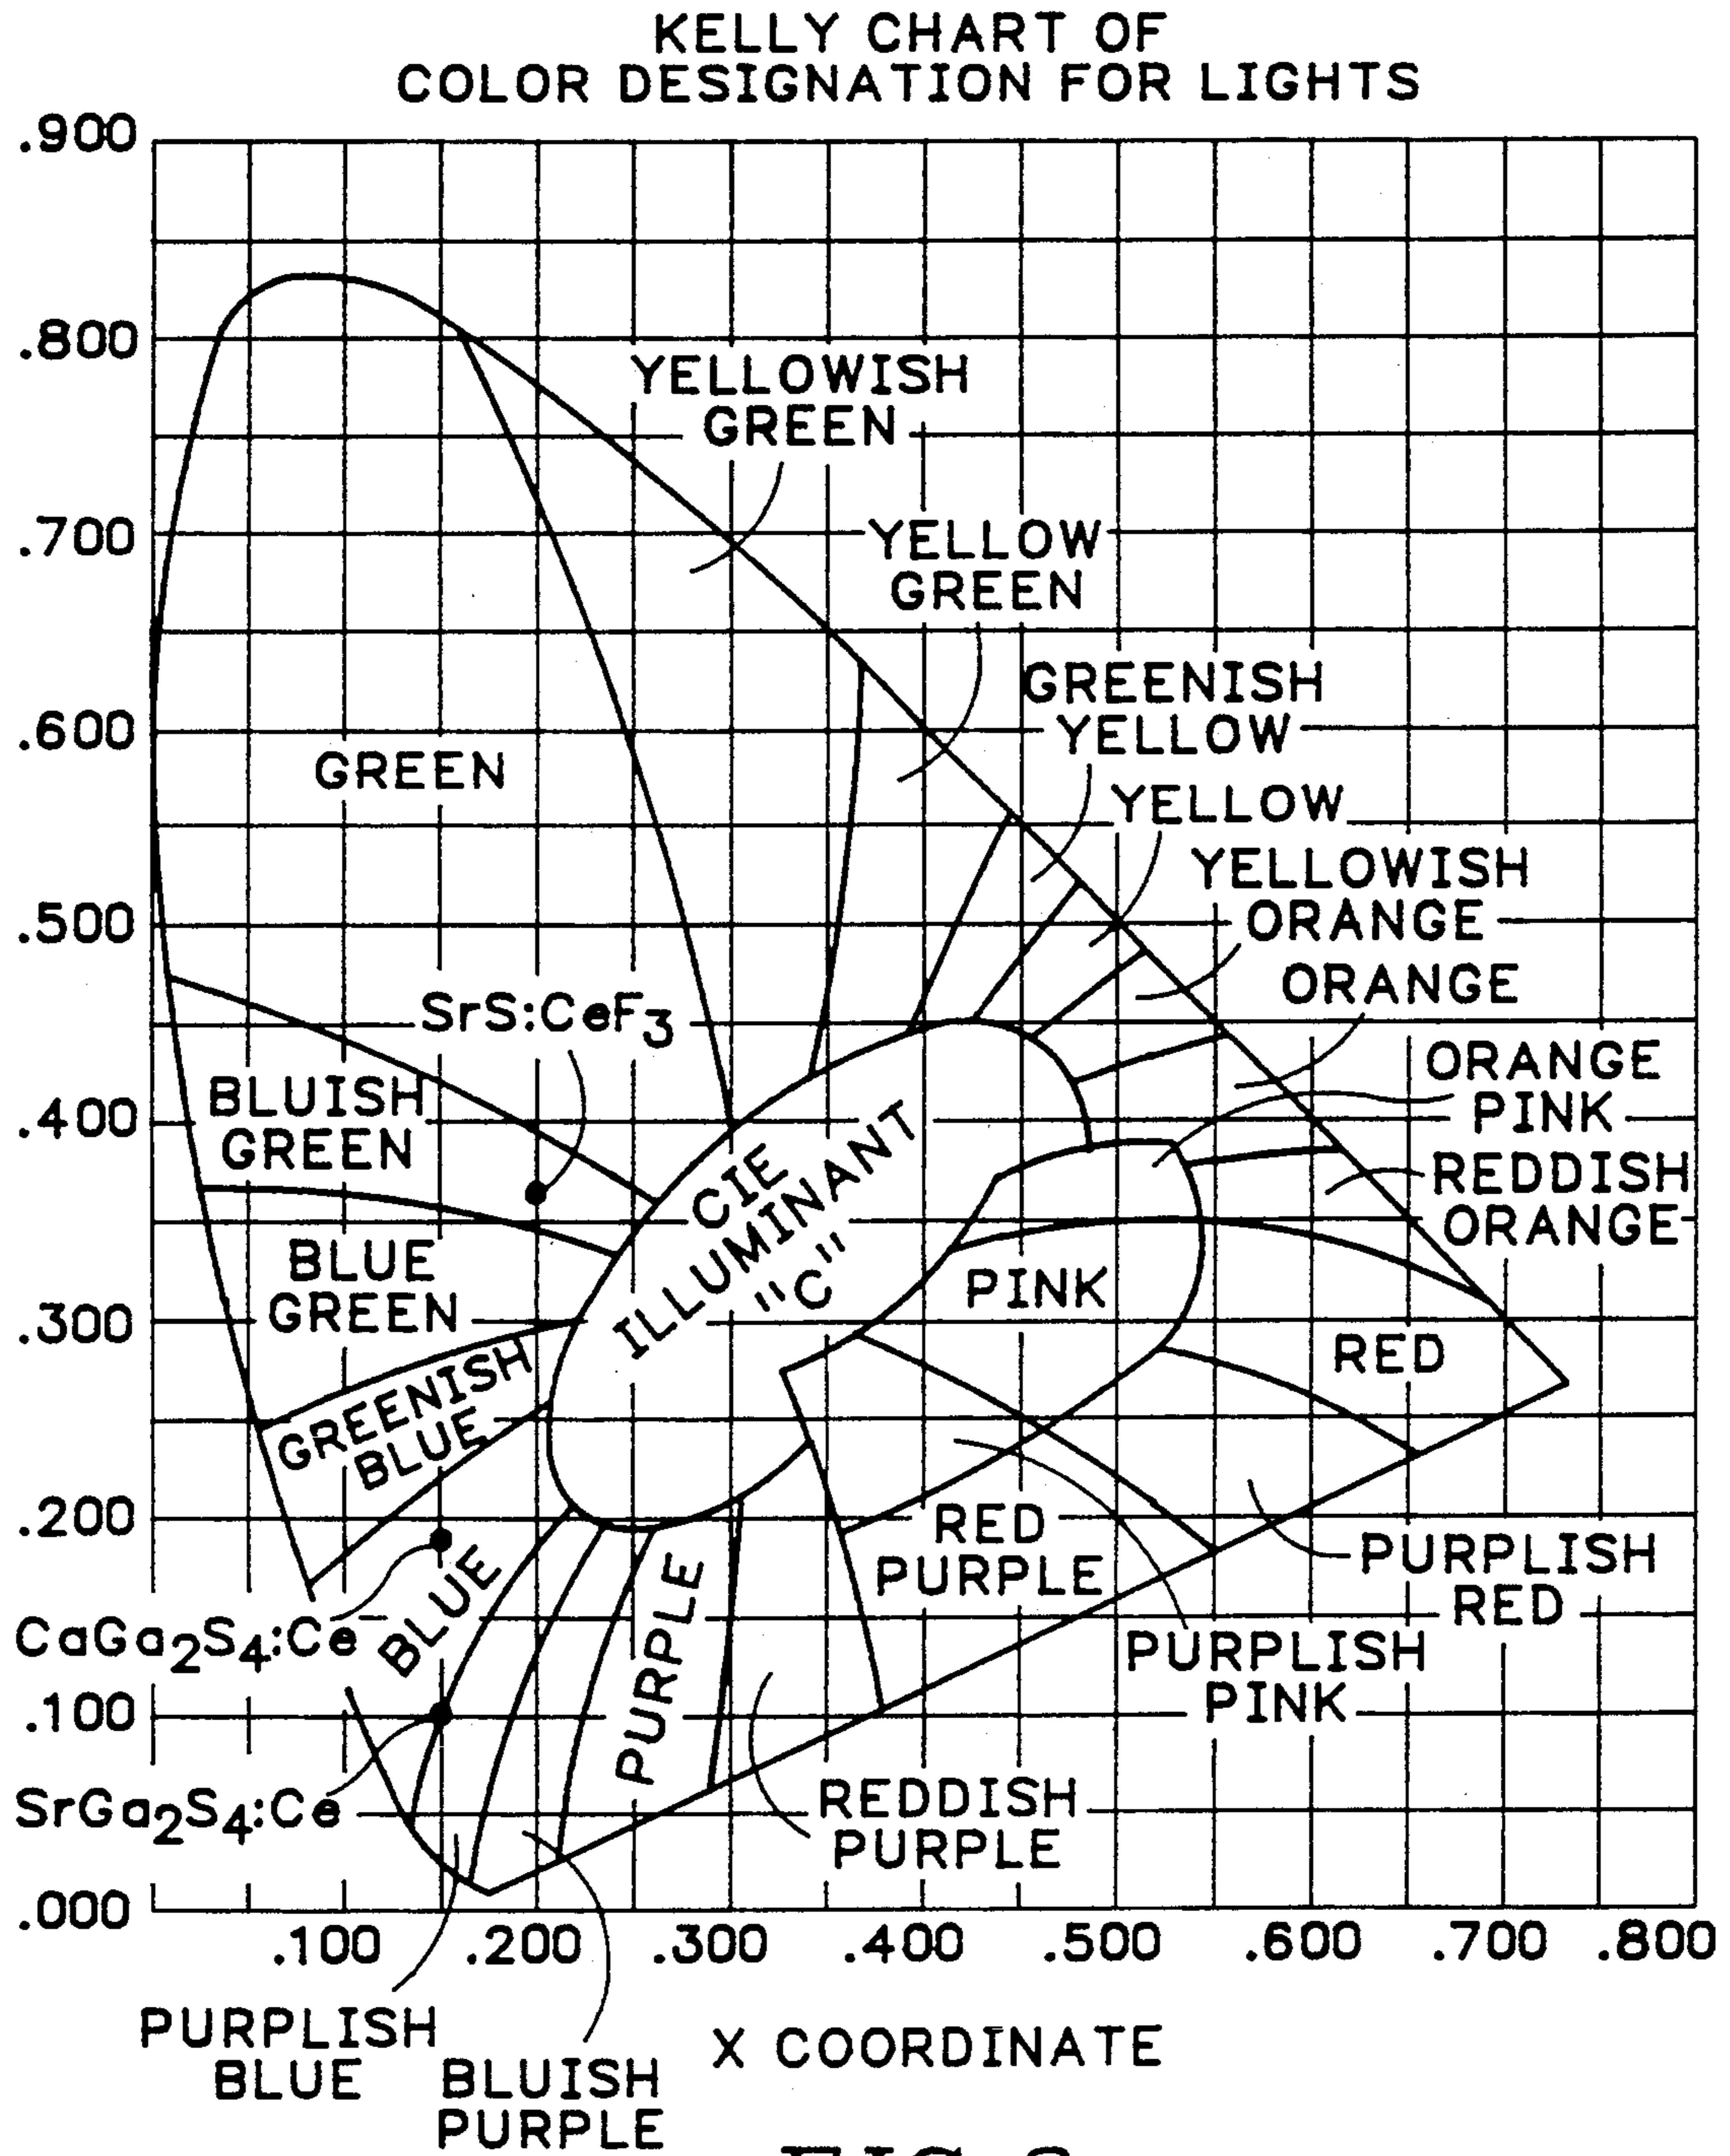 KELLY CHART OF
COLOR DESIGNATION FOR LIGHTS
.900
.800
.700
.600
.500
.400
.300
.200
.100
.000
YELLOWISH
GREEN
YELLOW
GREEN
GREENISH
YELLOW
YELLOW
YELLOWISH
ORANGE
ORANGE
ORANGE
PINK
REDDISH
ORANGE
GREEN
SrS:CeF3
BLUISH
GREEN
BLUE
GREEN
GREENISH
BLUE
CIE
ILLUMINANT
"C"
PINK
RED
RED
PURPLE
PURPLISH
RED
PURPLISH
PINK
CaGa2S4:Ce
BLUE
PURPLE
SrGa2S4:Ce
REDDISH
PURPLE
.100 .200 .300 .400 .500 .600 .700 .800
PURPLISH
BLUE
BLUISH
PURPLE
X COORDINATE